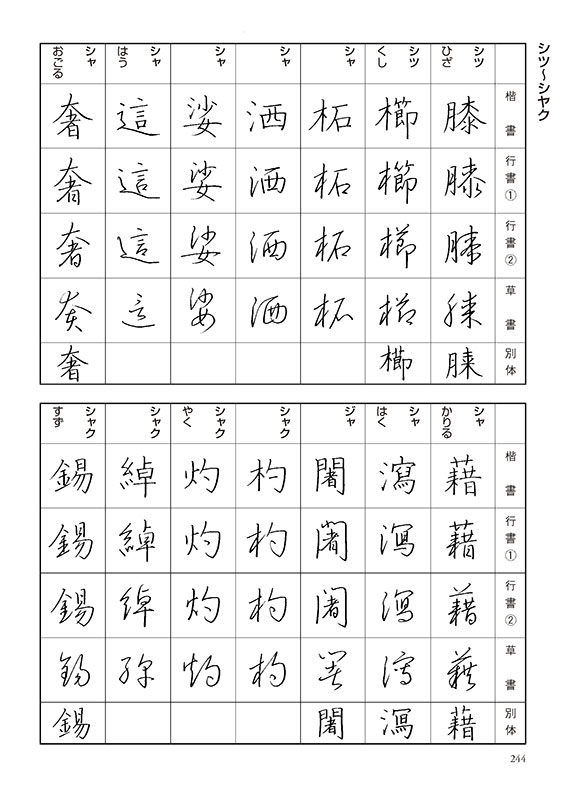 シツ〜シヤク
楷書
行書①
行書②
草書
別体
シツ ひざ
膝
膝
膝
膝
膝
シツ くし
櫛
櫛
櫛
櫛
櫛
シャ
柘
柘
柘
柘
シャ
洒
洒
洒
洒
シャ
娑
娑
娑
娑
シャ はう
這
這
這
這
シャ おごる
奢
奢
奢
奢
奢
楷書
行書①
行書②
草書
別体
シャ かりる
藉
藉
藉
藉
藉
シャ はく
瀉
瀉
瀉
瀉
瀉
ジャ
闍
闍
闍
闍
闍
シャク
杓
杓
杓
杓
シャク やく
灼
灼
灼
灼
シャク
綽
綽
綽
綽
シャク すず
錫
錫
錫
錫
錫
244